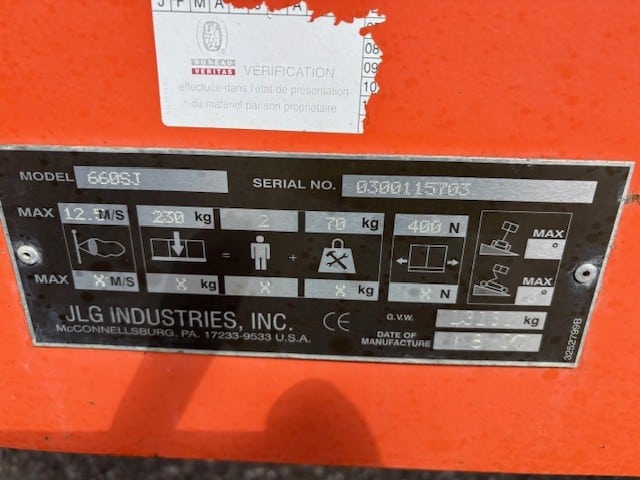 J F M A
08
09
10
BUREAU
VERITAS
VERIFICATION
effectuée dans l'état de présentation
du matériel par son propriétaire
MODEL 660SJ SERIAL NO. 0300115703
MAX 12.5 M/S 230 kg 2 70 kg 400 N MAX
= +
MAX X M/S X kg X X kg X N MAX
JLG INDUSTRIES, INC. CE G.V.W. kg
McCONNELLSBURG, PA. 17233-9533 U.S.A. DATE OF
MANUFACTURE
3252799B